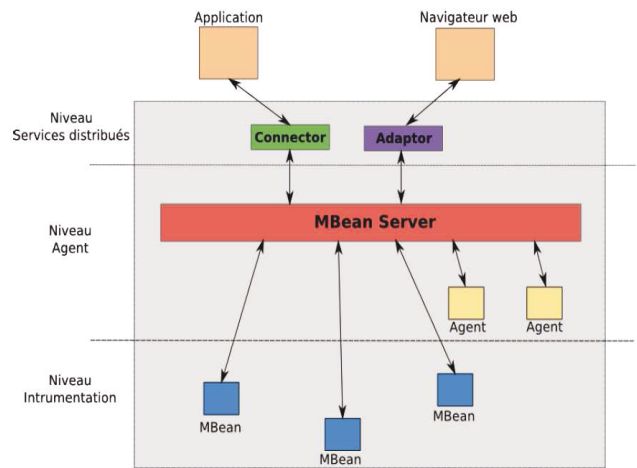 Application
Navigateur web
Niveau
Services distribués
Connector
Adaptor
Niveau
Agent
MBean Server
Agent
Agent
Niveau
Intrumentation
MBean
MBean
MBean